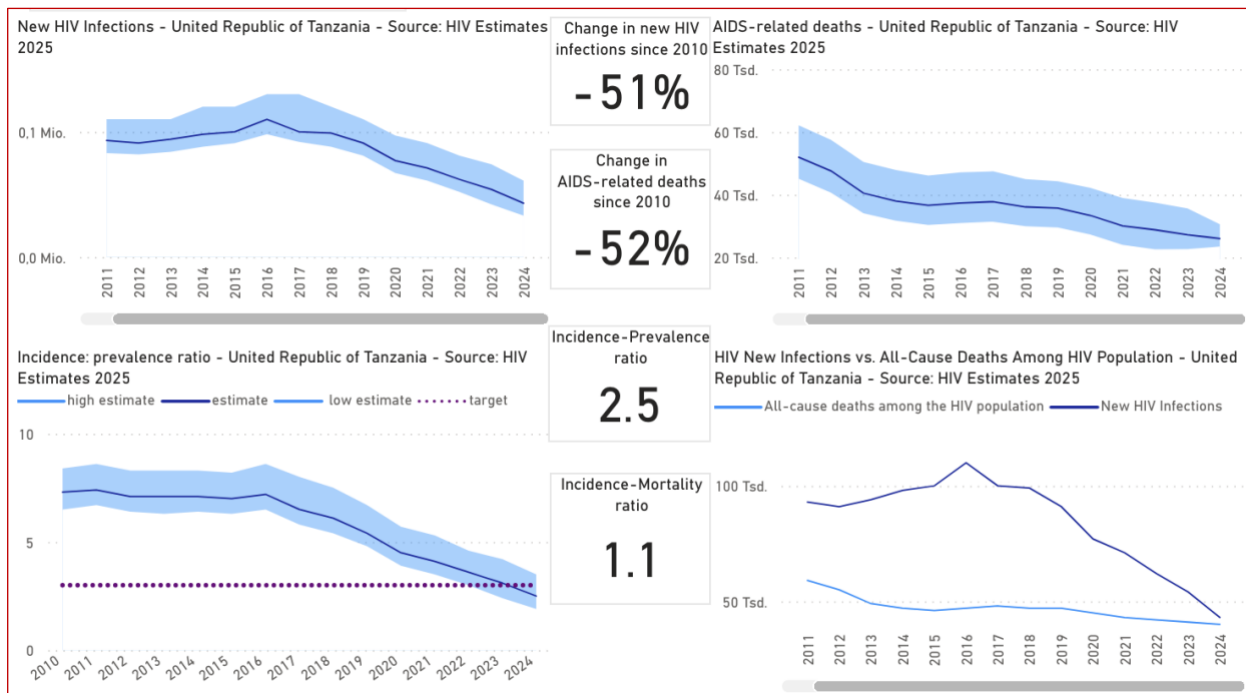 New HIV Infections - United Republic of Tanzania - Source: HIV Estimates
2025
0,1 Mio.
0,0 Mio.
2011
2012
2013
2014
2015
2016
2017
2018
2019
2020
2021
2022
2023
2024
Change in new HIV
infections since 2010
-51%
Change in
AIDS-related deaths
since 2010
-52%
AIDS-related deaths - United Republic of Tanzania - Source: HIV
Estimates 2025
80 Tsd.
60 Tsd.
40 Tsd.
20 Tsd.
2011
2012
2013
2014
2015
2016
2017
2018
2019
2020
2021
2022
2023
2024
Incidence: prevalence ratio - United Republic of Tanzania - Source: HIV
Estimates 2025
high estimate estimate low estimate target
10
5
0
2010
2011
2012
2013
2014
2015
2016
2017
2018
2019
2020
2021
2022
2023
2024
Incidence-Prevalence
ratio
2.5
Incidence-Mortality
ratio
1.1
HIV New Infections vs. All-Cause Deaths Among HIV Population - United
Republic of Tanzania - Source: HIV Estimates 2025
All-cause deaths among the HIV population New HIV Infections
100 Tsd.
50 Tsd.
2011
2012
2013
2014
2015
2016
2017
2018
2019
2020
2021
2022
2023
2024